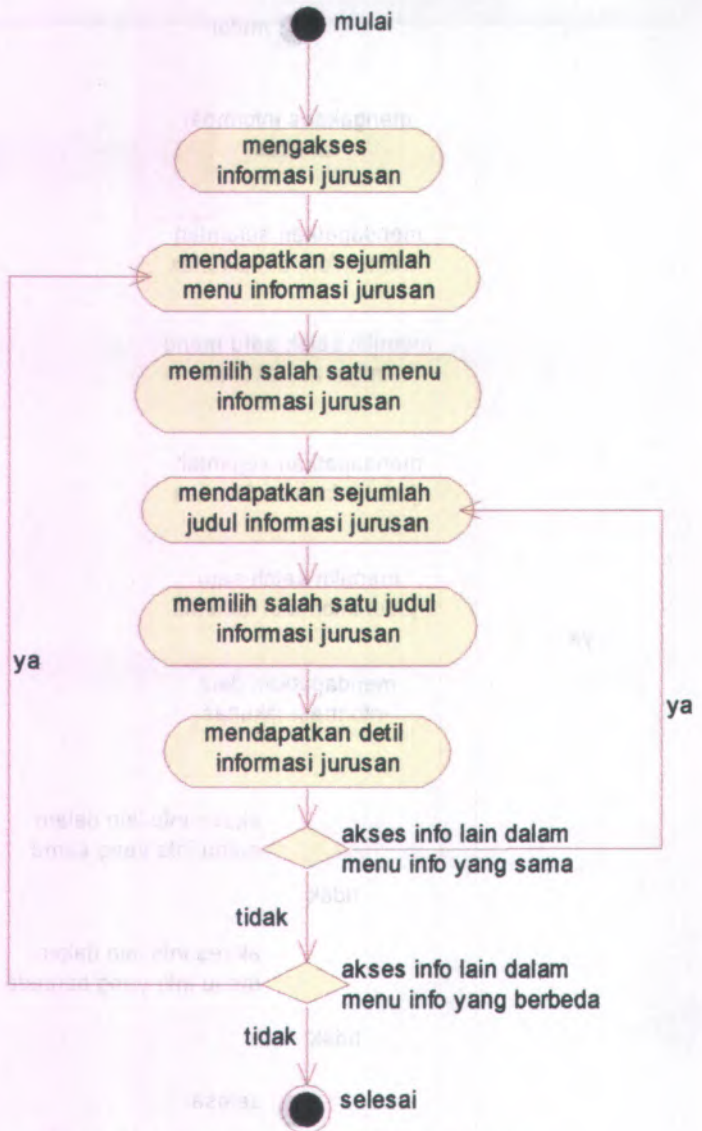 mulai
mengakses
informasi jurusan
mendapatkan sejumlah
menu informasi jurusan
memilih salah satu menu
informasi jurusan
mendapatkan sejumlah
judul informasi jurusan
memilih salah satu judul
informasi jurusan
ya
ya
mendapatkan detil
informasi jurusan
akses info lain dalam
menu info yang sama
tidak
akses info lain dalam
menu info yang berbeda
tidak
selesai